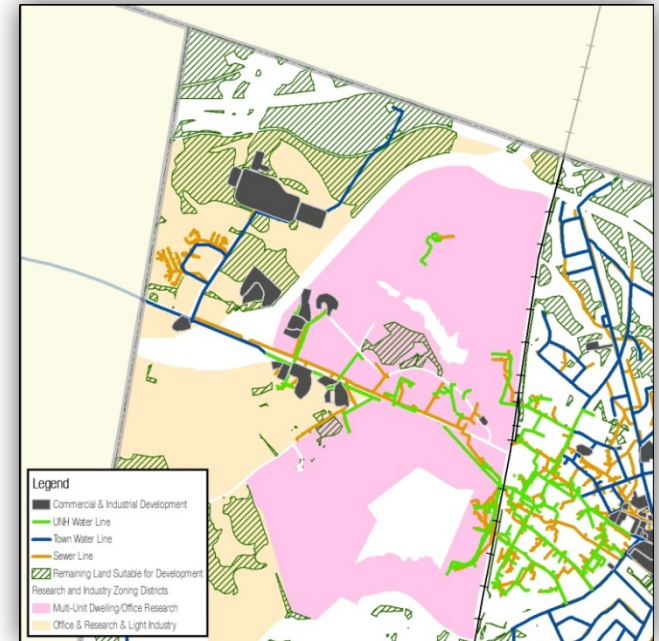 Legend
Commercial & Industrial Development
UNH Water Line
Town Water Line
Sewer Line
Remaining Land Suitable for Development
Research and Industry Zoning Districts
Multi-Unit Dwelling/Office Research
Office & Research & Light Industry